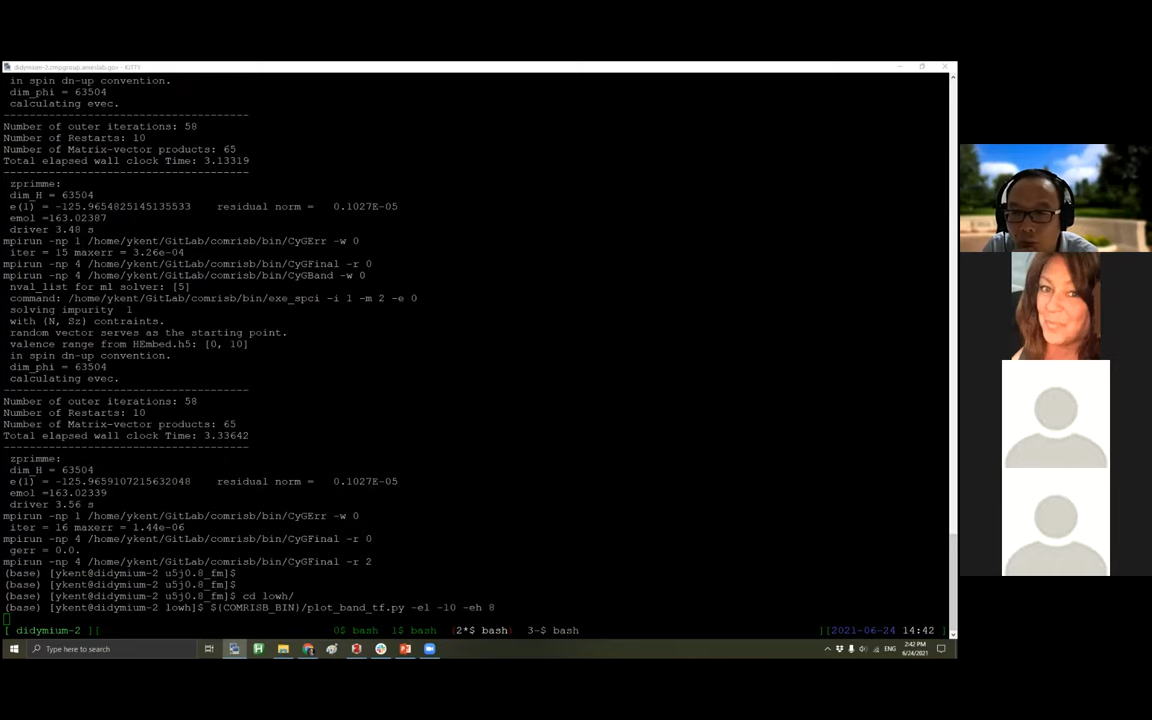 didymium-2.cmpgroup.ameslab.gov - KiTTY
in spin dn-up convention.
dim_phi = 63504
calculating evec.
---------------------------------------
Number of outer iterations: 58
Number of Restarts: 10
Number of Matrix-vector products: 65
Total elapsed wall clock Time: 3.13319
---------------------------------------
zprimme:
dim_H = 63504
e(1) = -125.9654825145135533    residual norm =   0.1027E-05
emol =163.02387
driver 3.48 s
mpirun -np 1 /home/ykent/GitLab/comrisb/bin/CyGErr -w 0
iter = 15 maxerr = 3.26e-04
mpirun -np 4 /home/ykent/GitLab/comrisb/bin/CyGFinal -r 0
mpirun -np 4 /home/ykent/GitLab/comrisb/bin/CyGBand -w 0
nval_list for ml solver: [5]
command: /home/ykent/GitLab/comrisb/bin/exe_spci -i 1 -m 2 -e 0
solving impurity  1
with {N, Sz} contraints.
random vector serves as the starting point.
valence range from HEmbed.h5: [0, 10]
in spin dn-up convention.
dim_phi = 63504
calculating evec.
---------------------------------------
Number of outer iterations: 58
Number of Restarts: 10
Number of Matrix-vector products: 65
Total elapsed wall clock Time: 3.33642
---------------------------------------
zprimme:
dim_H = 63504
e(1) = -125.9659107215632048    residual norm =   0.1027E-05
emol =163.02339
driver 3.56 s
mpirun -np 1 /home/ykent/GitLab/comrisb/bin/CyGErr -w 0
iter = 16 maxerr = 1.44e-06
mpirun -np 4 /home/ykent/GitLab/comrisb/bin/CyGFinal -r 0
gerr = 0.0.
mpirun -np 4 /home/ykent/GitLab/comrisb/bin/CyGFinal -r 2
(base) [ykent@didymium-2 u5j0.8_fm]$
(base) [ykent@didymium-2 u5j0.8_fm]$
(base) [ykent@didymium-2 u5j0.8_fm]$ cd lowh/
(base) [ykent@didymium-2 lowh]$ ${COMRISB_BIN}/plot_band_tf.py -el -10 -eh 8
[ didymium-2 ][ 0$ bash 1$ bash (2*$ bash) 3-$ bash ][2021-06-24 14:42 ]
Type here to search ENG 2:42 PM
6/24/2021